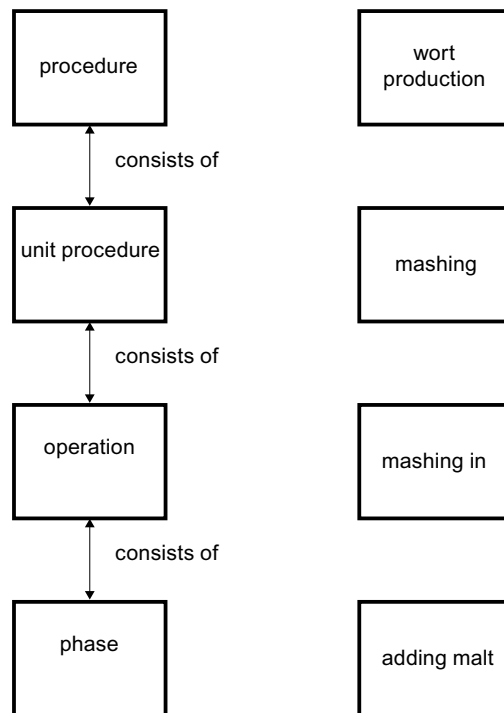 procedure
wort
production
consists of
unit procedure
mashing
consists of
operation
mashing in
consists of
phase
adding malt